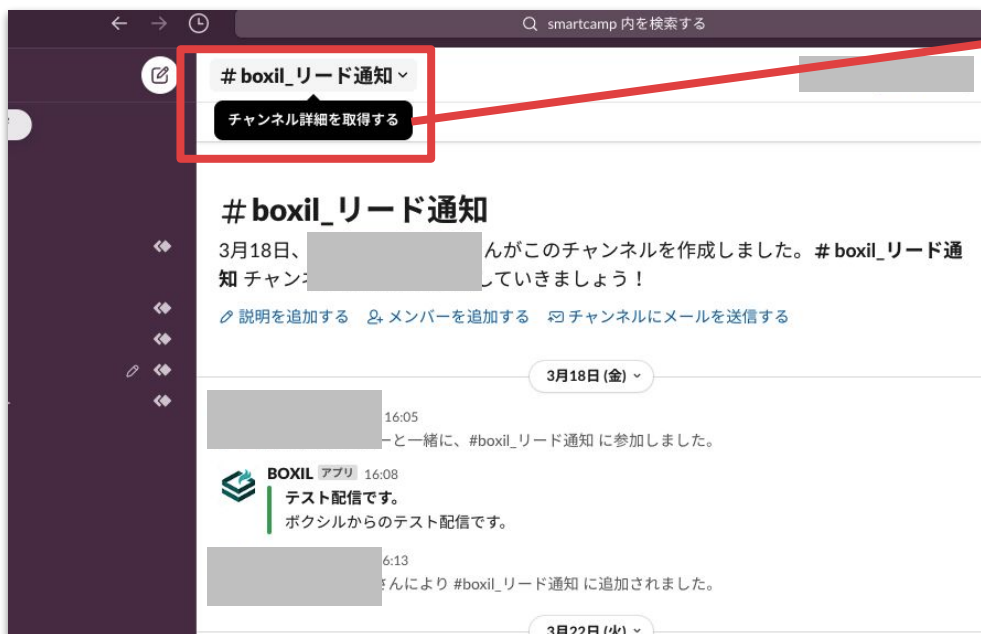 smartcamp 内を検索する
# boxil_リード通知
チャンネル詳細を取得する
# boxil_リード通知
3月18日、 んがこのチャンネルを作成しました。# boxil_リード通
知 チャン していきましょう！
説明を追加する メンバーを追加する チャンネルにメールを送信する
3月18日 (金)
16:05
ーと一緒に、#boxil_リード通知 に参加しました。
BOXIL アプリ 16:08
テスト配信です。
ボクシルからのテスト配信です。
6:13
さんにより #boxil_リード通知 に追加されました。
3月22日 (火)